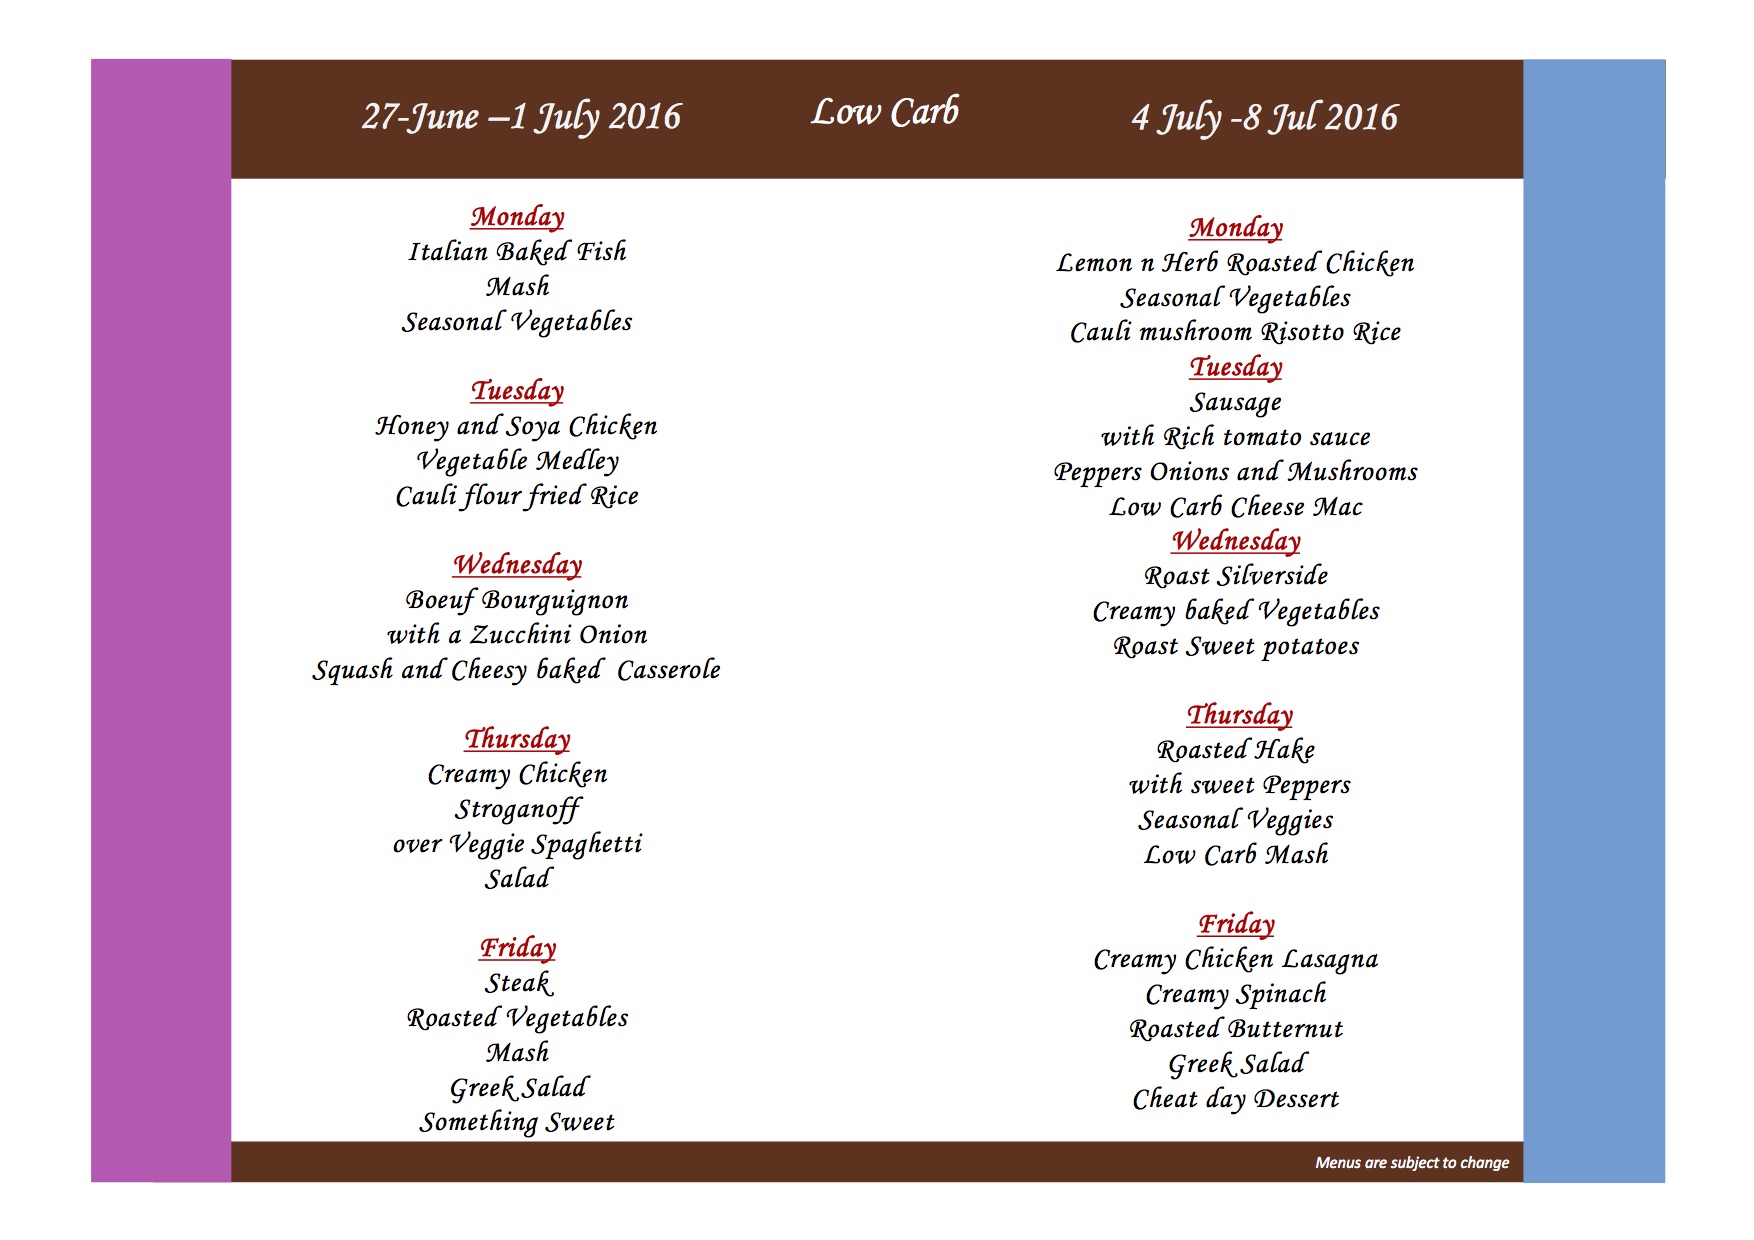 27-June –1 July 2016
Low Carb
4 July -8 Jul 2016
Monday
Italian Baked Fish
Mash
Seasonal Vegetables
Tuesday
Honey and Soya Chicken
Vegetable Medley
Cauli flour fried Rice
Wednesday
Boeuf Bourguignon
with a Zucchini Onion
Squash and Cheesy baked  Casserole
Thursday
Creamy Chicken
Stroganoff
over Veggie Spaghetti
Salad
Friday
Steak
Roasted Vegetables
Mash
Greek Salad
Something Sweet
Monday
Lemon n Herb Roasted Chicken
Seasonal Vegetables
Cauli mushroom Risotto Rice
Tuesday
Sausage
with Rich tomato sauce
Peppers Onions and Mushrooms
Low Carb Cheese Mac
Wednesday
Roast Silverside
Creamy baked Vegetables
Roast Sweet potatoes
Thursday
Roasted Hake
with sweet Peppers
Seasonal Veggies
Low Carb Mash
Friday
Creamy Chicken Lasagna
Creamy Spinach
Roasted Butternut
Greek Salad
Cheat day Dessert
Menus are subject to change